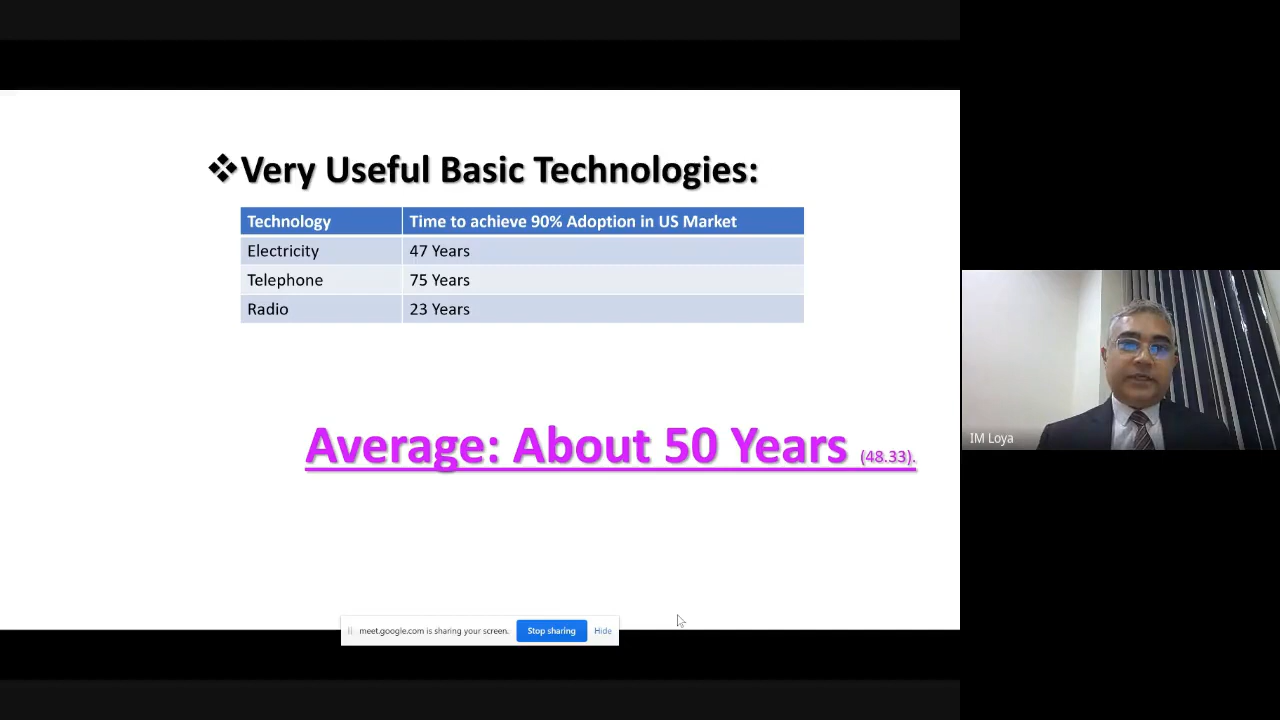 ❖Very Useful Basic Technologies:
Technology Time to achieve 90% Adoption in US Market
Electricity 47 Years
Telephone 75 Years
Radio 23 Years
Average: About 50 Years (48.33).
IM Loya
meet.google.com is sharing your screen. Stop sharing Hide